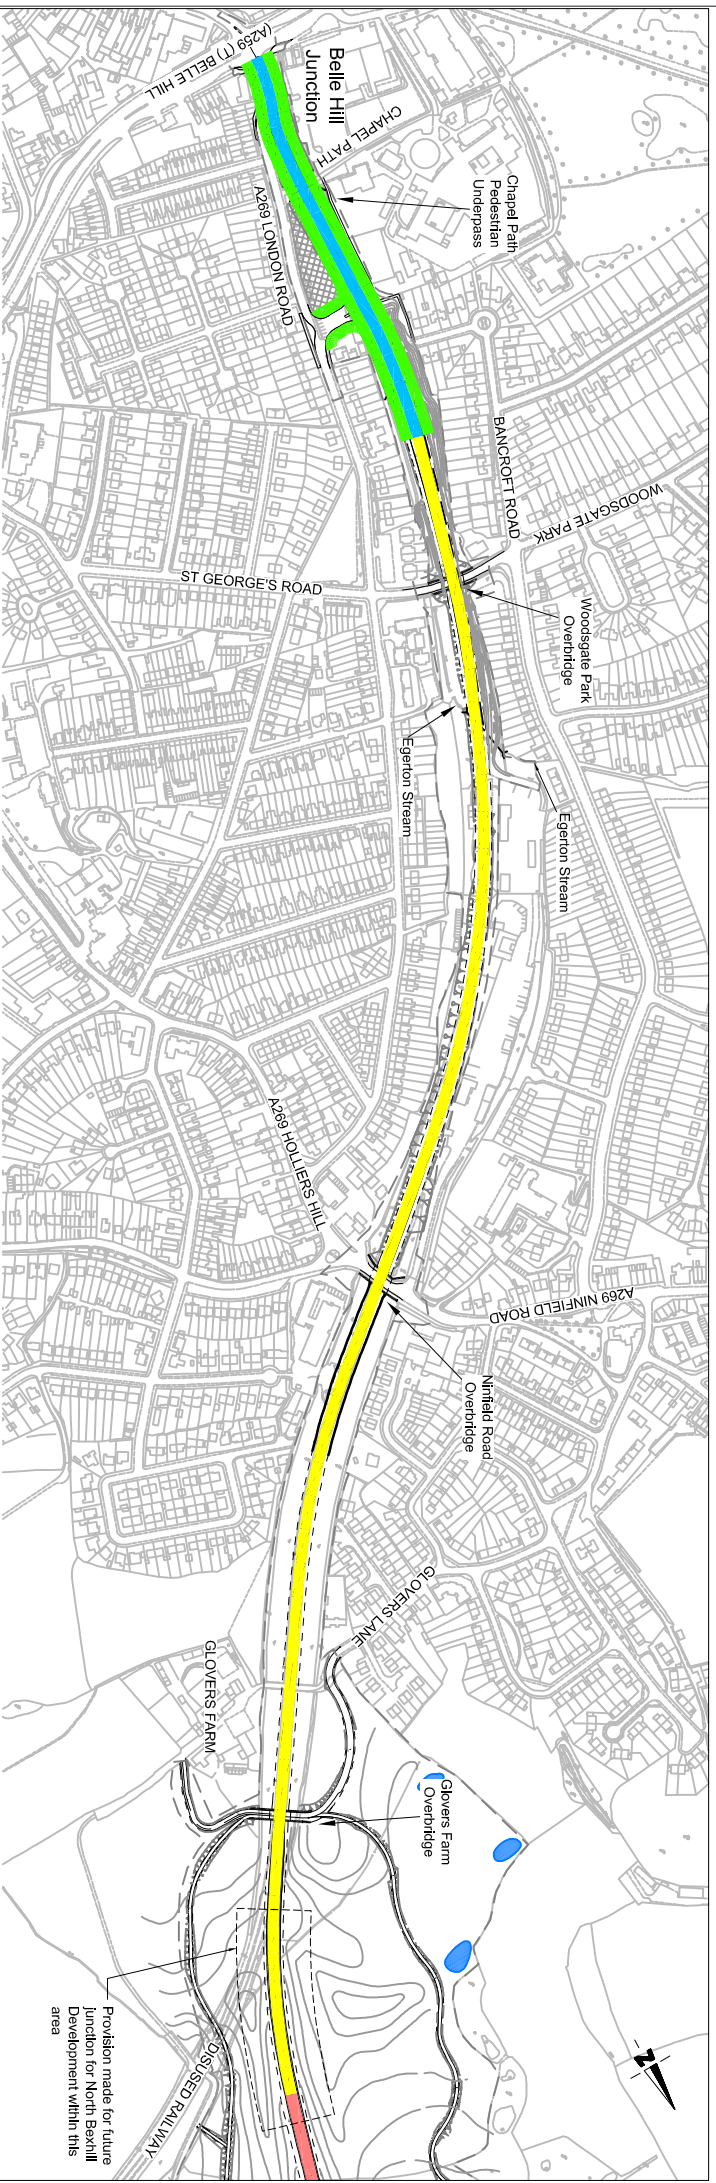 (A259 (T) BELLE HILL
Belle Hill
Junction
CHAPEL PATH
Chapel Path
Pedestrian
Underpass
A269 LONDON ROAD
BANCROFT ROAD
WOODSGATE PARK
ST GEORGE'S ROAD
Woodsgate Park
Overbridge
Egerton Stream
Egerton Stream
A269 HOLLIERS HILL
A269 NINFIELD ROAD
Ninfield Road
Overbridge
GLOVERS LANE
GLOVERS FARM
Glovers Farm
Overbridge
N
DISUSED RAILWAY
Provision made for future
junction for North Bexhill
Development within this
area